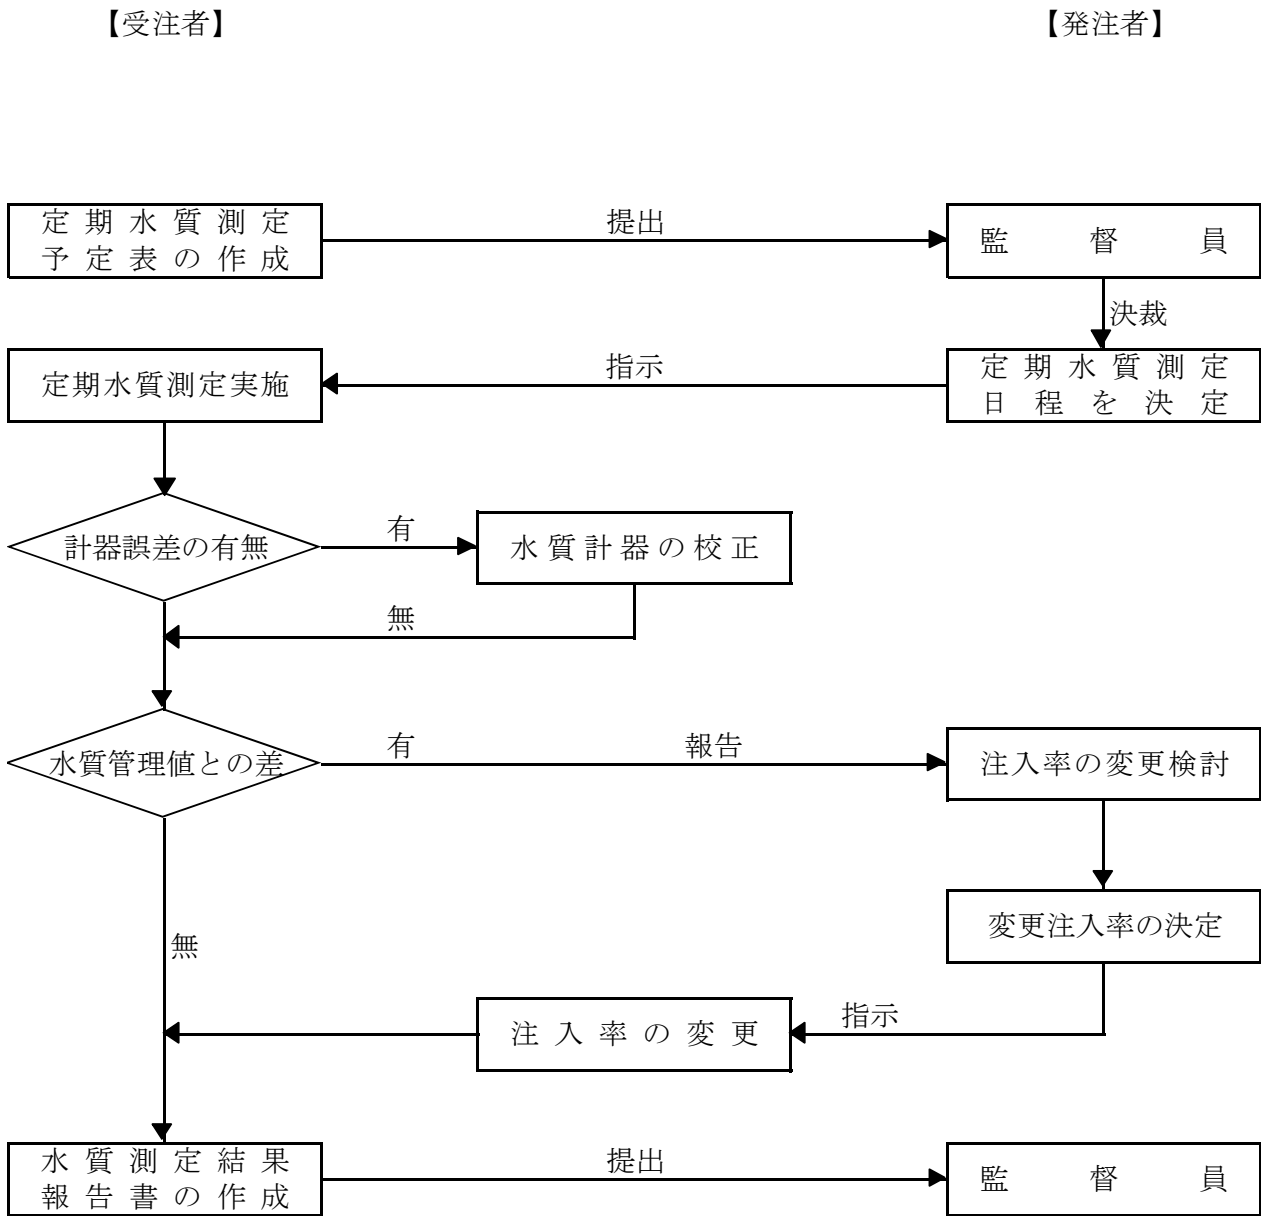 【受注者】
【発注者】
定期水質測定
予定表の作成
提出
監督員
決裁
定期水質測定実施
指示
定期水質測定
日程を決定
計器誤差の有無
有
水質計器の校正
無
水質管理値との差
有
報告
注入率の変更検討
変更注入率の決定
無
指示
注入率の変更
水質測定結果
報告書の作成
提出
監督員